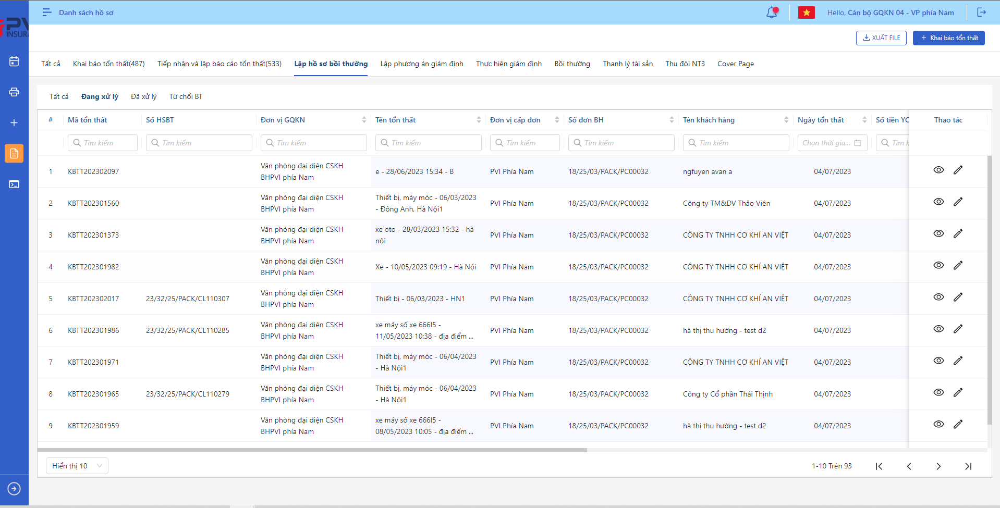 Danh sách hồ sơ
Hello, Cán bộ GQKN 04 - VP phía Nam
PV
INSURA
XUẤT FILE
+ Khai báo tổn thất
Tất cả
Khai báo tổn thất(487)
Tiếp nhận và lập báo cáo tổn thất(533)
Lập hồ sơ bồi thường
Lập phương án giám định
Thực hiện giám định
Bồi thường
Thanh lý tài sản
Thu đòi NT3
Cover Page
Tất cả
Đang xử lý
Đã xử lý
Từ chối BT
# Mã tổn thất Số HSBT Đơn vị GQKN Tên tổn thất Đơn vị cấp đơn Số đơn BH Tên khách hàng Ngày tổn thất Số tiền YC Thao tác
Tìm kiếm Tìm kiếm Tìm kiếm Tìm kiếm Tìm kiếm Tìm kiếm Tìm kiếm Chọn thời gia... Tìm k
1 KBTT202302097 Văn phòng đại diện CSKH
BHPVI phía Nam
e - 28/06/2023 15:34 - B PVI Phía Nam 18/25/03/PACK/PC00032 ngfuyen avan a 04/07/2023
2 KBTT202301560 Văn phòng đại diện CSKH
BHPVI phía Nam
Thiết bị, máy móc - 06/03/2023
- Đông Anh, Hà Nội1
PVI Phía Nam 18/25/03/PACK/PC00032 Công ty TM&DV Thảo Viên 04/07/2023
3 KBTT202301373 Văn phòng đại diện CSKH
BHPVI phía Nam
xe oto - 28/03/2023 15:32 - hà
nội
PVI Phía Nam 18/25/03/PACK/PC00032 CÔNG TY TNHH CƠ KHÍ AN VIỆT 04/07/2023
4 KBTT202301982 Văn phòng đại diện CSKH
BHPVI phía Nam
Xe - 10/05/2023 09:19 - Hà Nội PVI Phía Nam 18/25/03/PACK/PC00032 CÔNG TY TNHH CƠ KHÍ AN VIỆT 04/07/2023
5 KBTT202302017 23/32/25/PACK/CL110307 Văn phòng đại diện CSKH
BHPVI phía Nam
Thiết bị - 06/03/2023 - HN1 PVI Phía Nam 18/25/03/PACK/PC00032 CÔNG TY TNHH CƠ KHÍ AN VIỆT 04/07/2023
6 KBTT202301986 23/32/25/PACK/CL110285 Văn phòng đại diện CSKH
BHPVI phía Nam
xe máy số xe 666I5 -
11/05/2023 10:38 - địa điểm ...
PVI Phía Nam 18/25/03/PACK/PC00032 hà thị thu hường - test d2 04/07/2023
7 KBTT202301971 Văn phòng đại diện CSKH
BHPVI phía Nam
Thiết bị, máy móc - 06/04/2023
- Hà Nội1
PVI Phía Nam 18/25/03/PACK/PC00032 CÔNG TY TNHH CƠ KHÍ AN VIỆT 04/07/2023
8 KBTT202301965 23/32/25/PACK/CL110279 Văn phòng đại diện CSKH
BHPVI phía Nam
Thiết bị, máy móc - 06/04/2023
- Hà Nội1
PVI Phía Nam 18/25/03/PACK/PC00032 Công ty Cổ phần Thái Thịnh 04/07/2023
9 KBTT202301959 Văn phòng đại diện CSKH
BHPVI phía Nam
xe máy số xe 666I5 -
08/05/2023 10:05 - địa điểm ...
PVI Phía Nam 18/25/03/PACK/PC00032 hà thị thu hường - test d2 04/07/2023
Hiển thị 10
1-10 Trên 93